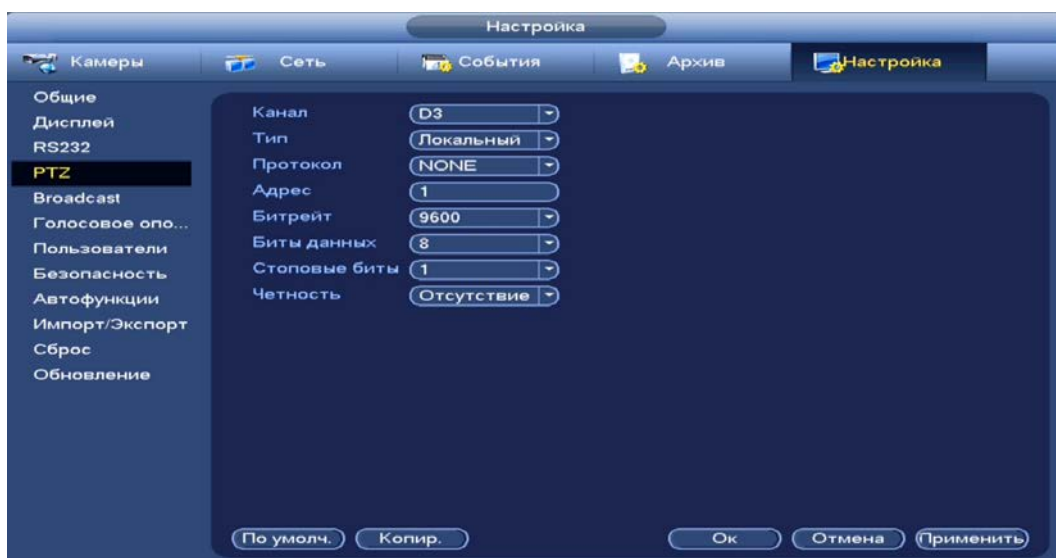 Настройка
Камеры Сеть События Архив Настройка
Общие
Дисплей
RS232
PTZ
Broadcast
Голосовое опо...
Пользователи
Безопасность
Автофункции
Импорт/Экспорт
Сброс
Обновление
Канал D3
Тип Локальный
Протокол NONE
Адрес 1
Битрейт 9600
Биты данных 8
Стоповые биты 1
Четность Отсутствие
По умолч. Копир. Ок Отмена Применить